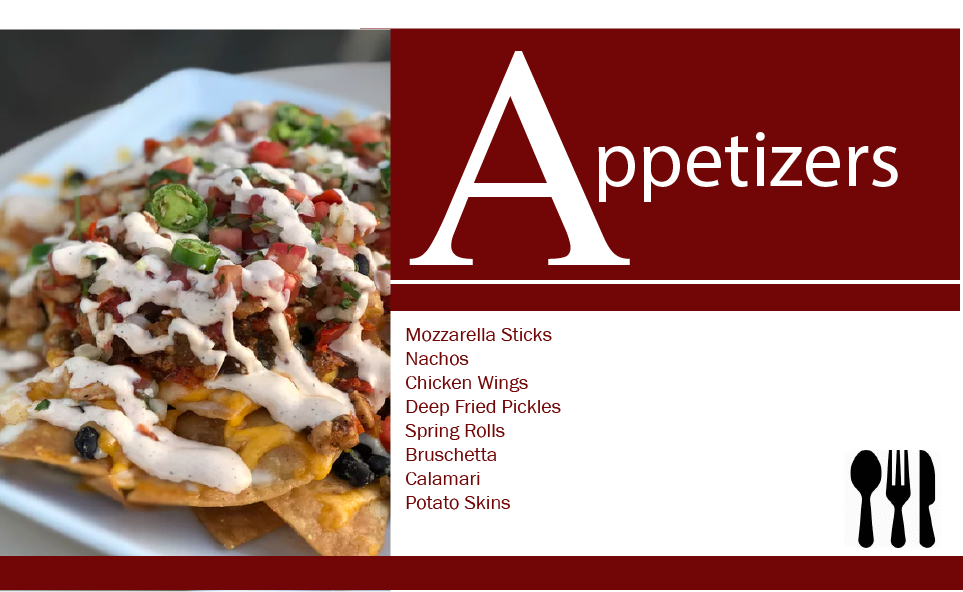 Appetizers
Mozzarella Sticks
Nachos
Chicken Wings
Deep Fried Pickles
Spring Rolls
Bruschetta
Calamari
Potato Skins